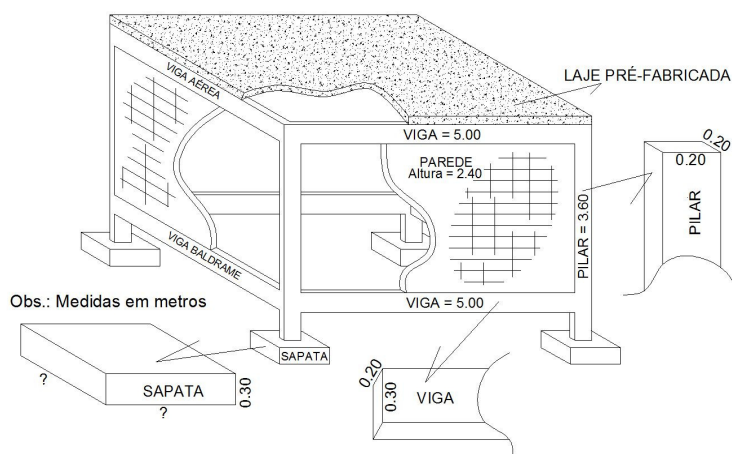 LAJE PRÉ-FABRICADA
VIGA AÉREA
VIGA = 5.00
PAREDE
Altura = 2.40
0.20
0.20
PILAR
PILAR = 3.60
VIGA BALDRAME
VIGA = 5.00
Obs.: Medidas em metros
SAPATA
SAPATA
0.30
?
?
0.20
0.30
VIGA